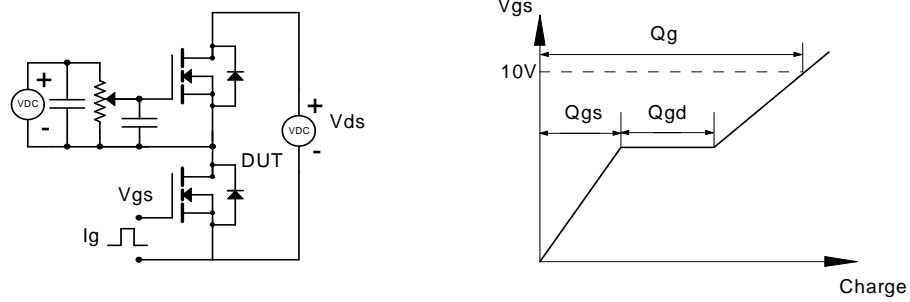 +
VDC
-
+
VDC
-
Vds
DUT
Vgs
Ig
Vgs
Qg
10V
Qgs
Qgd
Charge